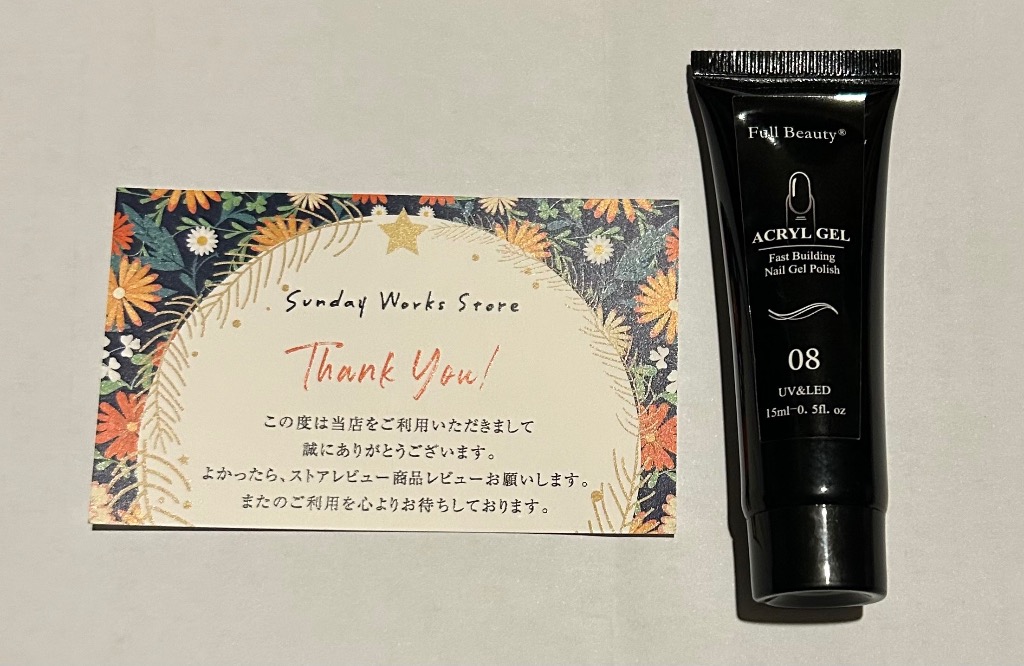 Sunday Works Store
Thank You!
この度は当店をご利用いただきまして
誠にありがとうございます。
よかったら、ストアレビュー商品レビューお願いします。
またのご利用を心よりお待ちしております。
Full Beauty®
ACRYL GEL
Fast Building
Nail Gel Polish
08
UV&LED
15ml-0. 5fl. oz